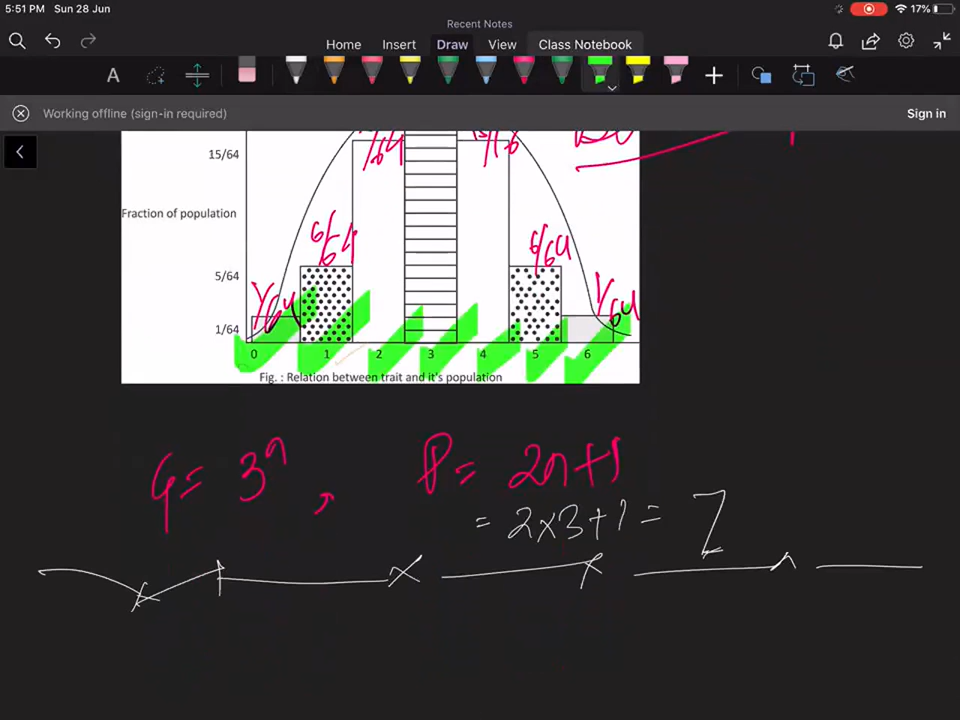 5:51 PM Sun 28 Jun
17%
Recent Notes
Home Insert Draw View Class Notebook
A
Working offline (sign-in required) Sign in
15/64
Fraction of population
6/64 6/64
5/64
1/64 1/64
1/64
0 1 2 3 4 5 6
Fig. : Relation between trait and it's population
G = 3ⁿ, P = 2n+1
= 2×3+1 = 7